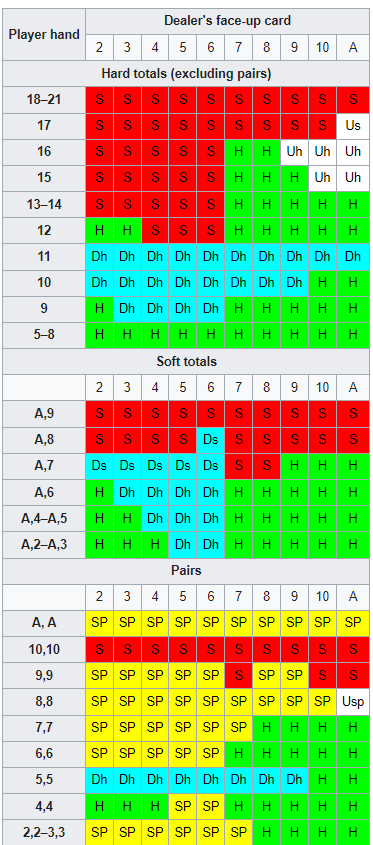 Player hand Dealer's face-up card
2 3 4 5 6 7 8 9 10 A
Hard totals (excluding pairs)
18–21 S S S S S S S S S S
17 S S S S S S S S S Us
16 S S S S S H H Uh Uh Uh
15 S S S S S H H H Uh Uh
13–14 S S S S S H H H H H
12 H H S S S H H H H H
11 Dh Dh Dh Dh Dh Dh Dh Dh Dh Dh
10 Dh Dh Dh Dh Dh Dh Dh Dh H H
9 H Dh Dh Dh Dh H H H H H
5–8 H H H H H H H H H H
Soft totals
2 3 4 5 6 7 8 9 10 A
A,9 S S S S S S S S S S
A,8 S S S S Ds S S S S S
A,7 Ds Ds Ds Ds Ds S S H H H
A,6 H Dh Dh Dh Dh H H H H H
A,4–A,5 H H Dh Dh Dh H H H H H
A,2–A,3 H H H Dh Dh H H H H H
Pairs
2 3 4 5 6 7 8 9 10 A
A, A SP SP SP SP SP SP SP SP SP SP
10,10 S S S S S S S S S S
9,9 SP SP SP SP SP S SP SP S S
8,8 SP SP SP SP SP SP SP SP SP Usp
7,7 SP SP SP SP SP SP H H H H
6,6 SP SP SP SP SP H H H H H
5,5 Dh Dh Dh Dh Dh Dh Dh Dh H H
4,4 H H H SP SP H H H H H
2,2–3,3 SP SP SP SP SP SP H H H H